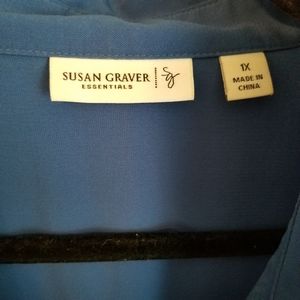 SUSAN GRAVER
ESSENTIALS
sg
1X
MADE IN
CHINA